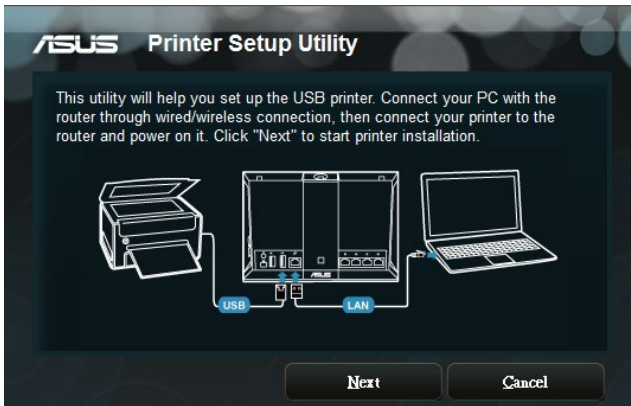 ASUS Printer Setup Utility
This utility will help you set up the USB printer. Connect your PC with the
router through wired/wireless connection, then connect your printer to the
router and power on it. Click "Next" to start printer installation.
ASUS
USB LAN
Next Cancel